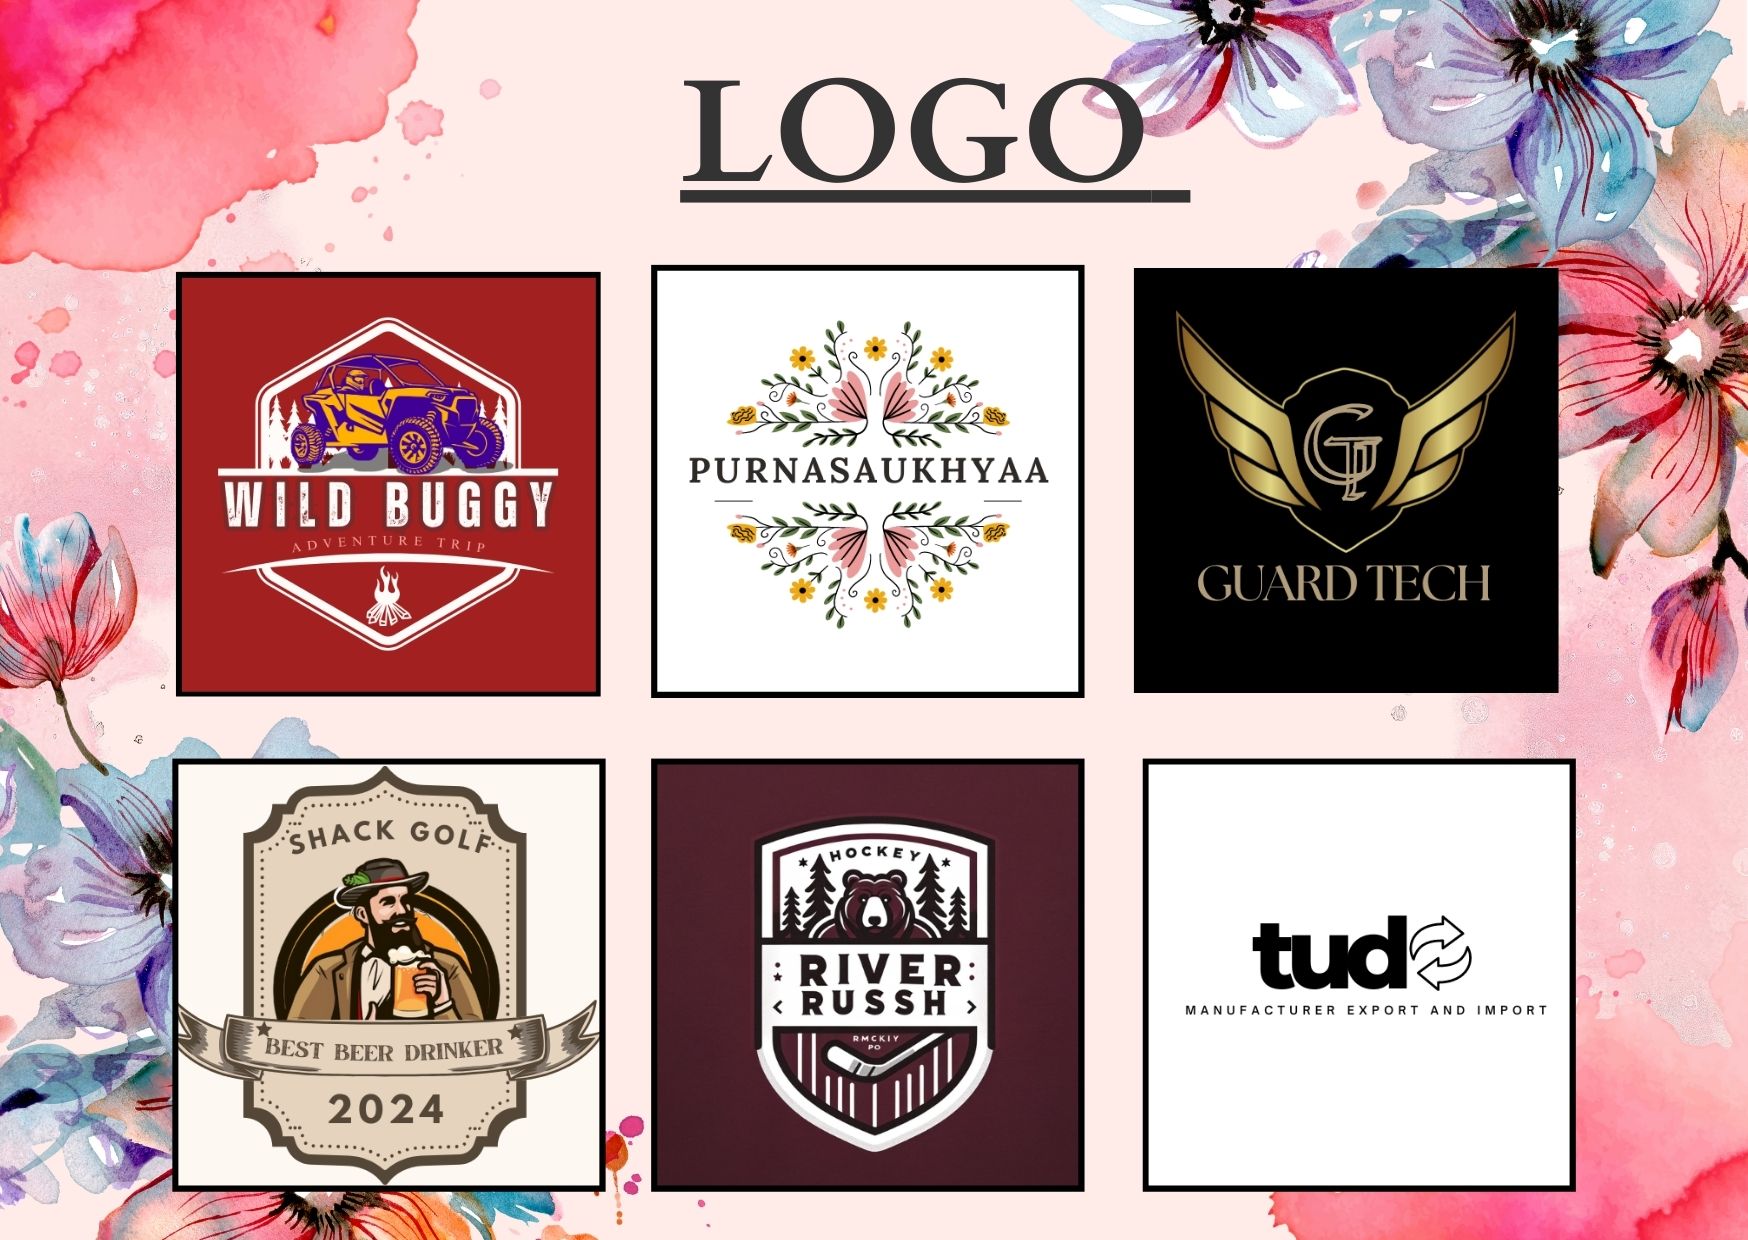 LOGO
WILD BUGGY
ADVENTURE TRIP
PURNASAUKHYAA
GT
GUARD TECH
SHACK GOLF
BEST BEER DRINKER
2024
HOCKEY
RIVER
RUSSH
RMCKIY
PO
tud
MANUFACTURER EXPORT AND IMPORT